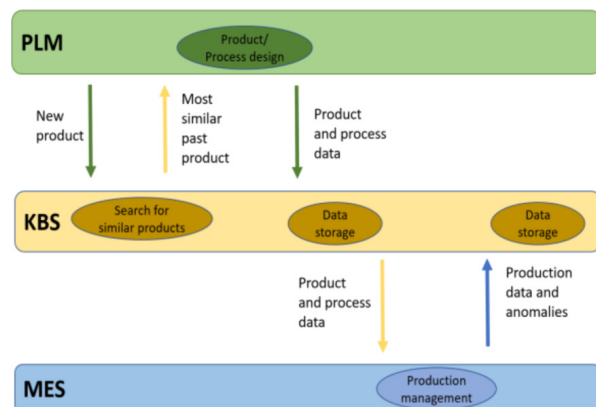 PLM
Product/
Process design
New
product
Most
similar
past
product
Product
and process
data
KBS
Search for
similar products
Data
storage
Data
storage
Product
and process
data
Production
data and
anomalies
MES
Production
management